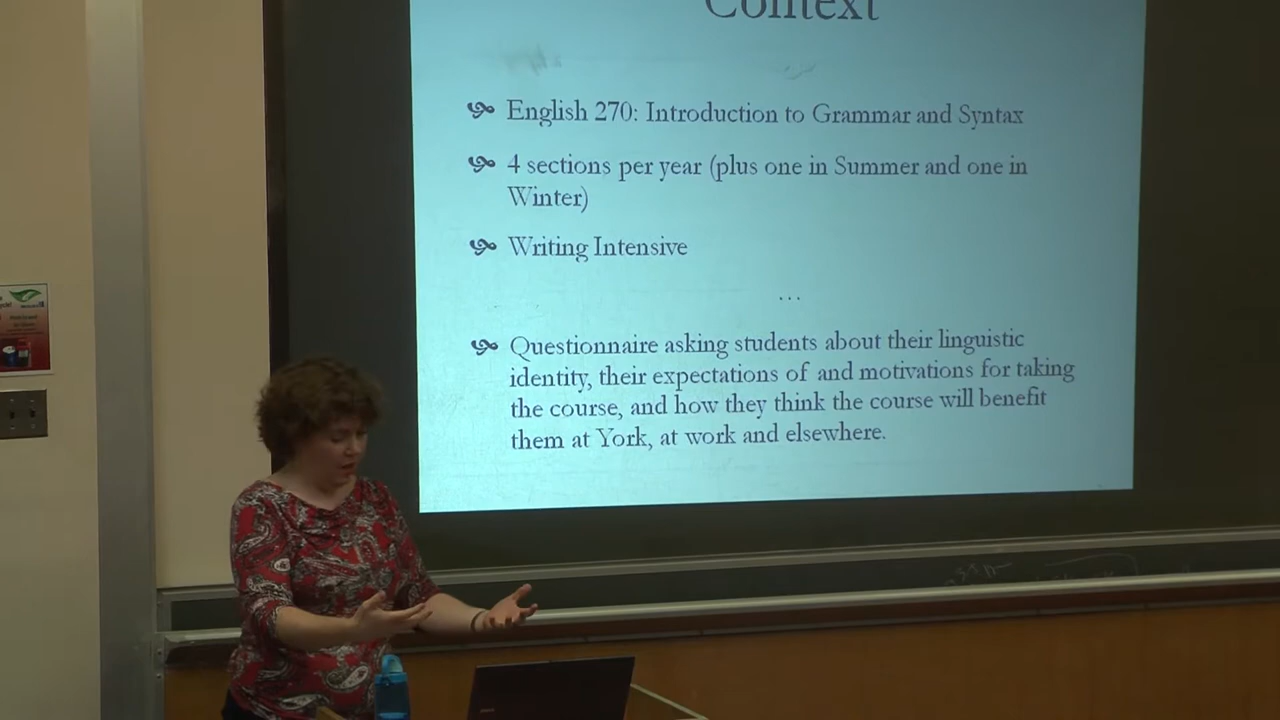 Context
English 270: Introduction to Grammar and Syntax
4 sections per year (plus one in Summer and one in
Winter)
Writing Intensive
...
Questionnaire asking students about their linguistic
identity, their expectations of and motivations for taking
the course, and how they think the course will benefit
them at York, at work and elsewhere.